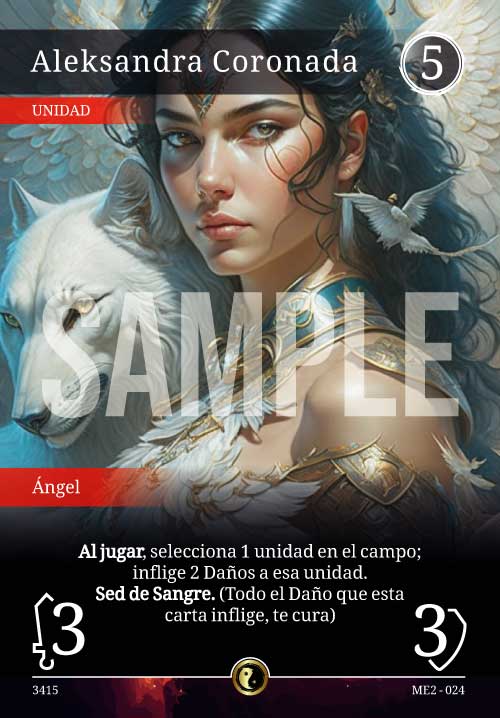 Aleksandra Coronada
5
UNIDAD
SAMPLE
Ángel
Al jugar, selecciona 1 unidad en el campo;
inflige 2 Daños a esa unidad.
Sed de Sangre. (Todo el Daño que esta
carta inflige, te cura)
3
3
3415
ME2 - 024